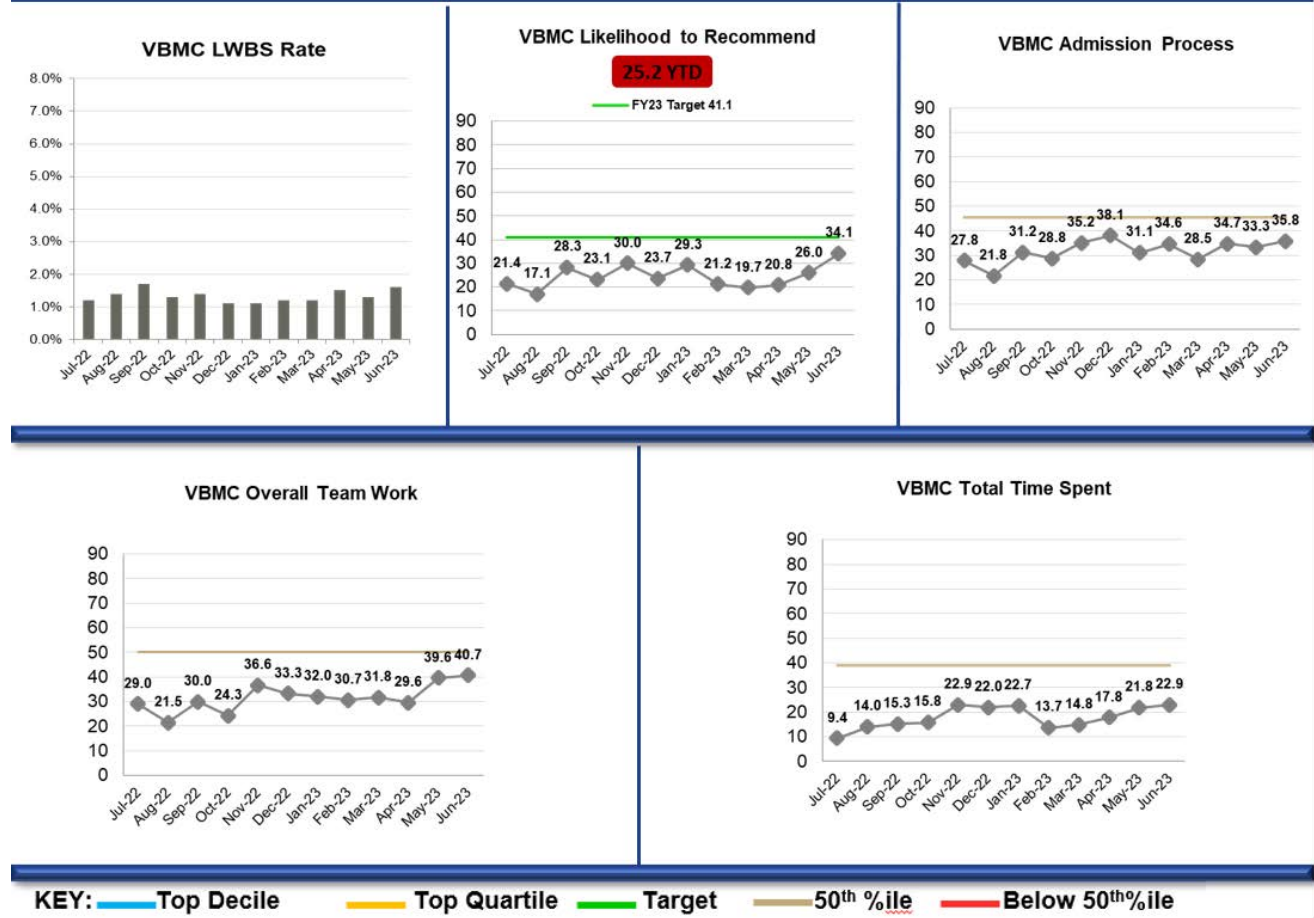 VBMC LWBS Rate
8.0%
7.0%
6.0%
5.0%
4.0%
3.0%
2.0%
1.0%
0.0%
Jul-22 Aug-22 Sep-22 Oct-22 Nov-22 Dec-22 Jan-23 Feb-23 Mar-23 Apr-23 May-23 Jun-23
VBMC Likelihood to Recommend
25.2 YTD
FY23 Target 41.1
90
80
70
60
50
40
30
20
10
0
21.4 17.1 28.3 23.1 30.0 23.7 29.3 21.2 19.7 20.8 26.0 34.1
Jul-22 Aug-22 Sep-22 Oct-22 Nov-22 Dec-22 Jan-23 Feb-23 Mar-23 Apr-23 May-23 Jun-23
VBMC Admission Process
90
80
70
60
50
40
30
20
10
0
27.8 21.8 31.2 28.8 35.2 38.1 31.1 34.6 28.5 34.7 33.3 35.8
Jul-22 Aug-22 Sep-22 Oct-22 Nov-22 Dec-22 Jan-23 Feb-23 Mar-23 Apr-23 May-23 Jun-23
VBMC Overall Team Work
90
80
70
60
50
40
30
20
10
0
29.0 21.5 30.0 24.3 36.6 33.3 32.0 30.7 31.8 29.6 39.6 40.7
Jul-22 Aug-22 Sep-22 Oct-22 Nov-22 Dec-22 Jan-23 Feb-23 Mar-23 Apr-23 May-23 Jun-23
VBMC Total Time Spent
90
80
70
60
50
40
30
20
10
0
9.4 14.0 15.3 15.8 22.9 22.0 22.7 13.7 14.8 17.8 21.8 22.9
Jul-22 Aug-22 Sep-22 Oct-22 Nov-22 Dec-22 Jan-23 Feb-23 Mar-23 Apr-23 May-23 Jun-23
KEY: Top Decile Top Quartile Target 50th %ile Below 50th%ile